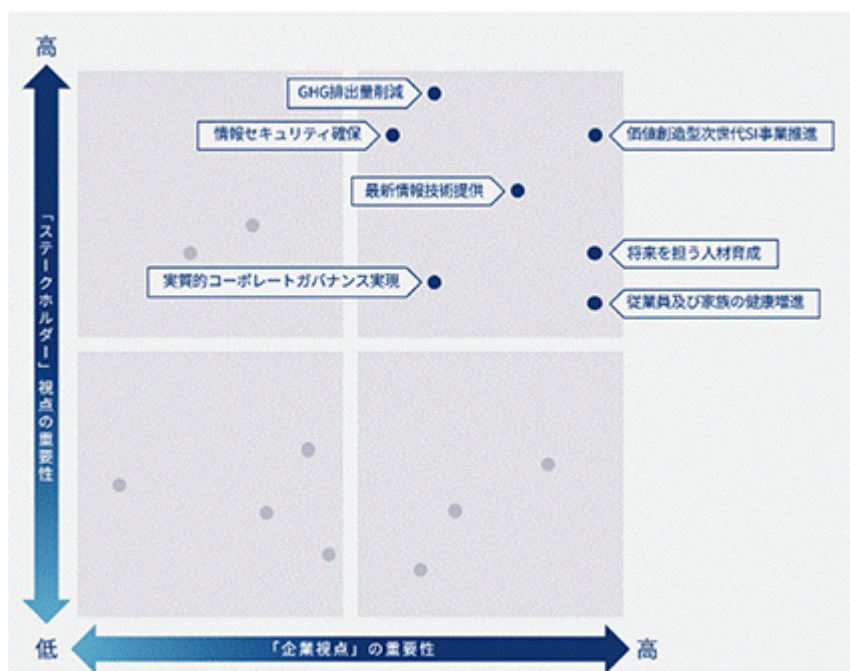 高
GHG排出量削減
情報セキュリティ確保
価値創造型次世代SI事業推進
最新情報技術提供
将来を担う人材育成
実質的コーポレートガバナンス実現
従業員及び家族の健康増進
「ステークホルダー」視点の重要性
低
「企業視点」の重要性
高